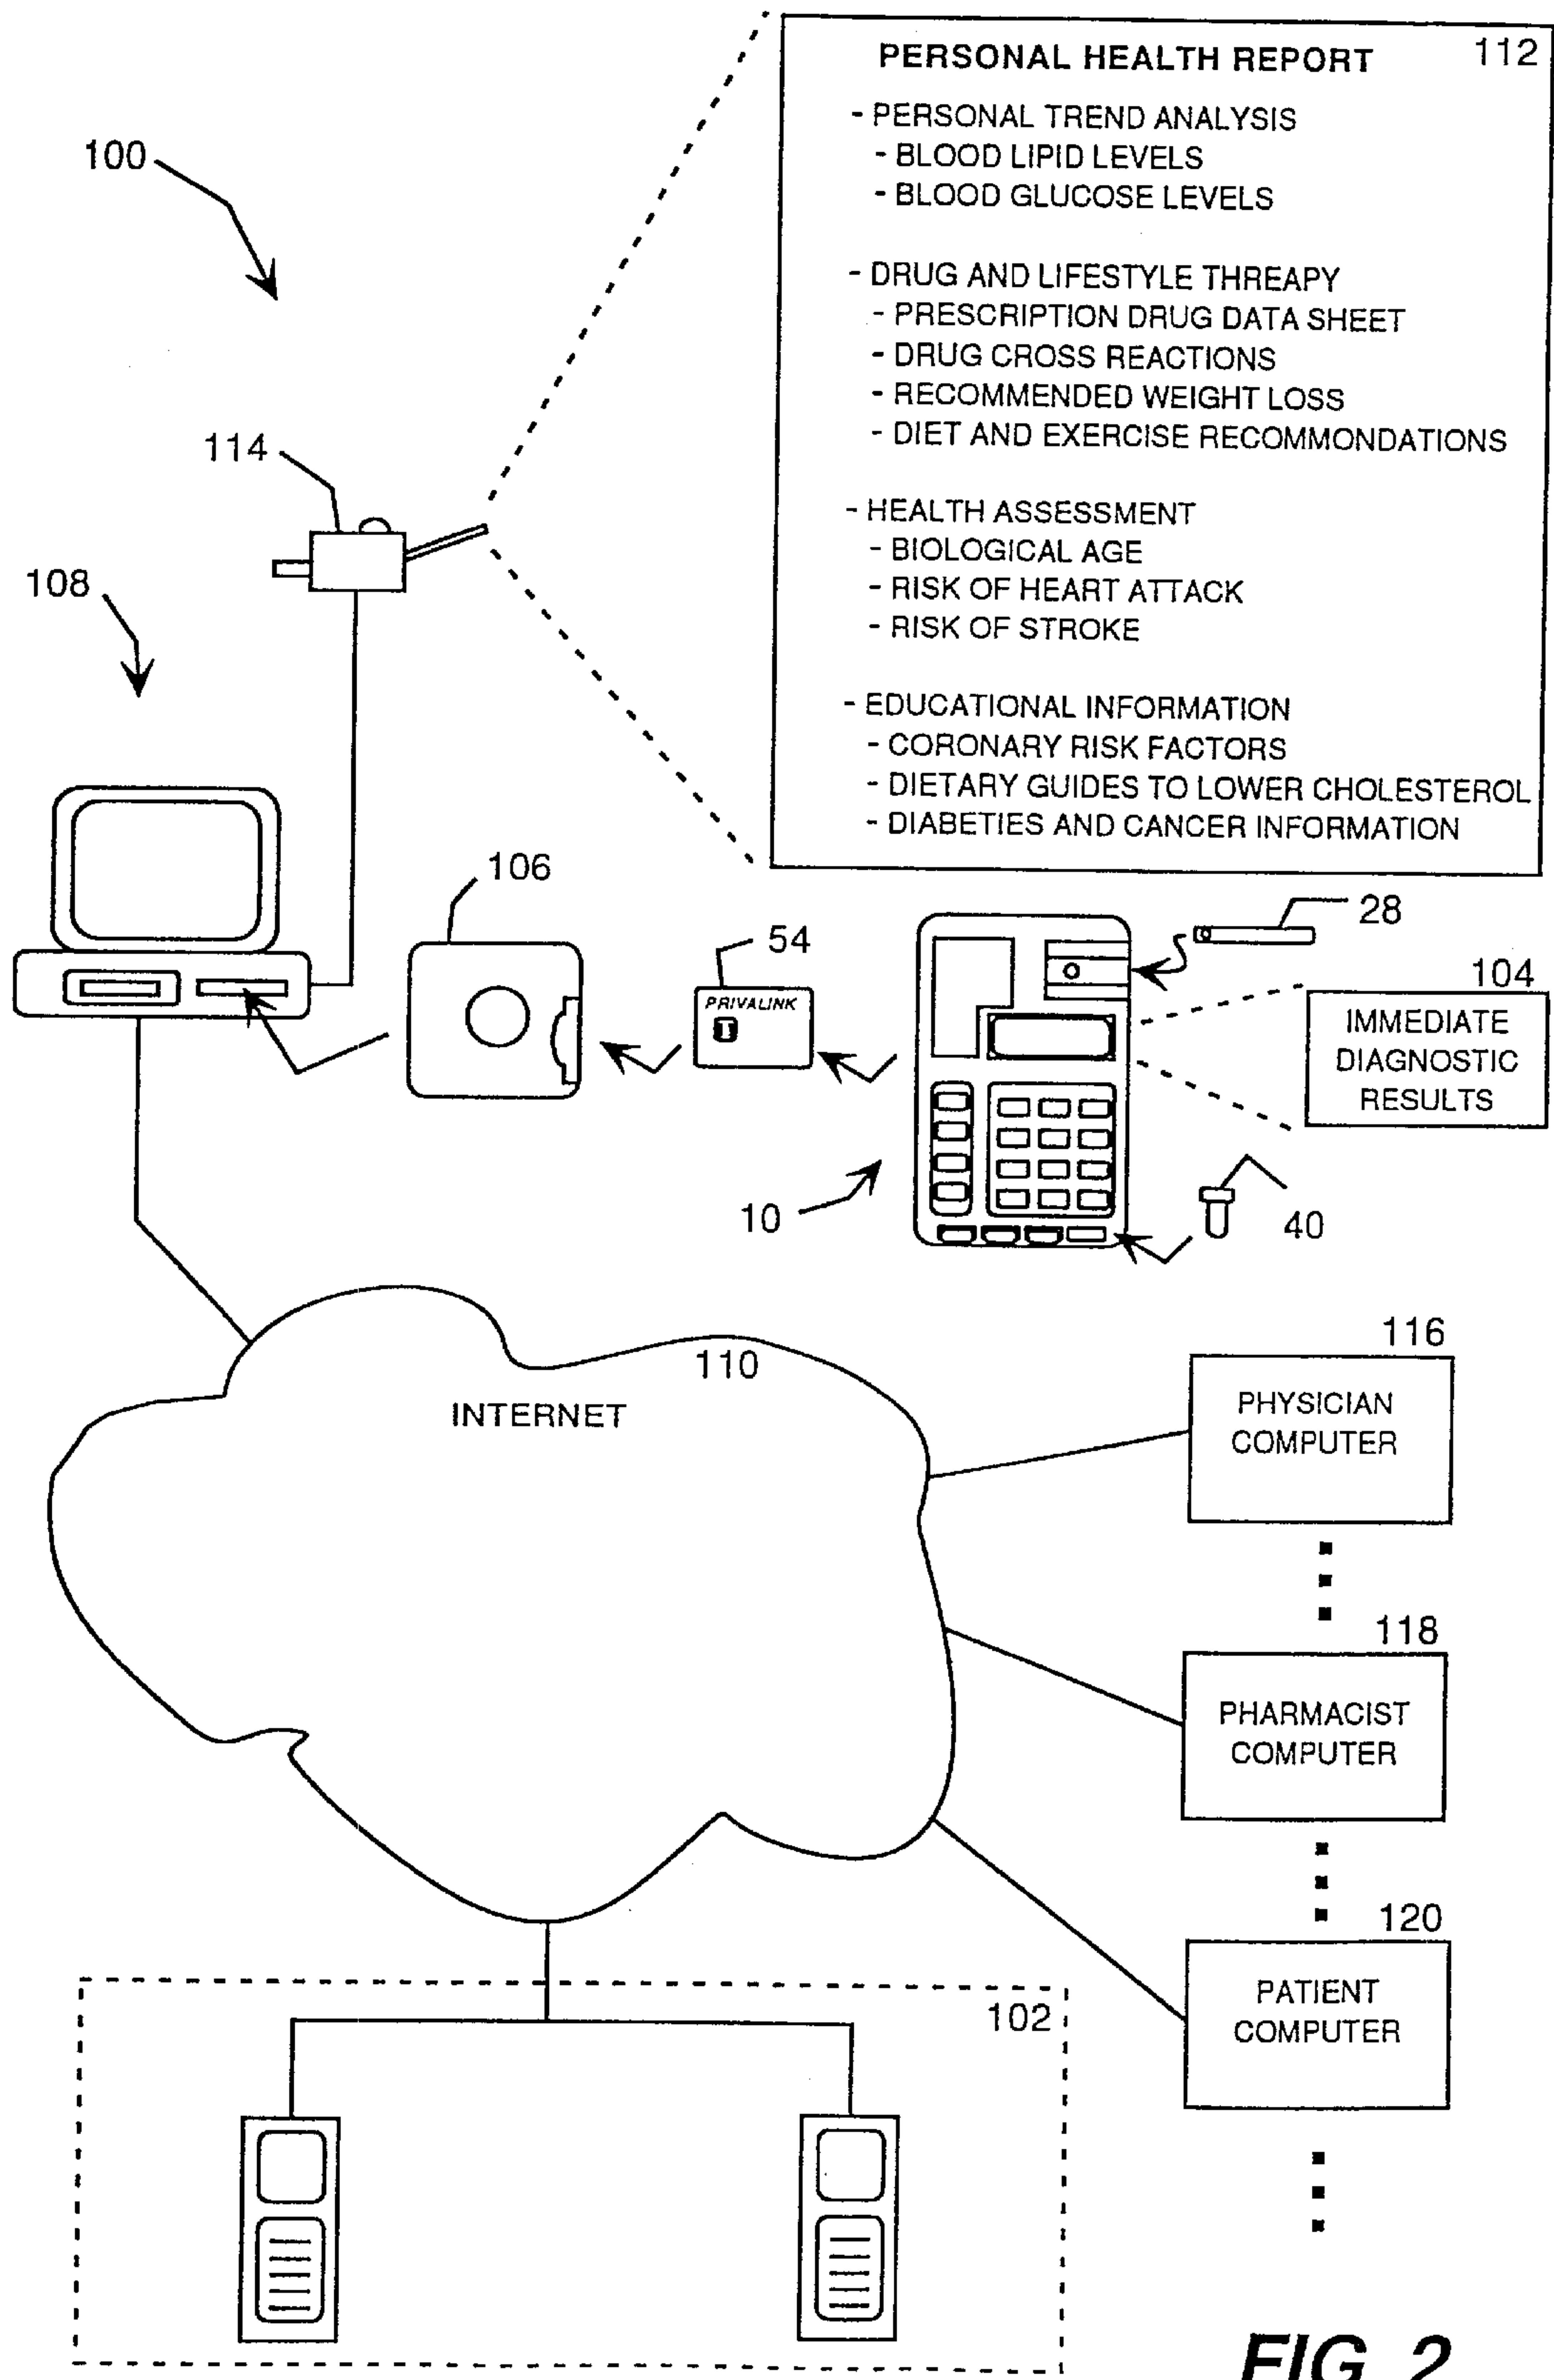 PERSONAL HEALTH REPORT 112
- PERSONAL TREND ANALYSIS
- BLOOD LIPID LEVELS
- BLOOD GLUCOSE LEVELS
- DRUG AND LIFESTYLE THREAPY
- PRESCRIPTION DRUG DATA SHEET
- DRUG CROSS REACTIONS
- RECOMMENDED WEIGHT LOSS
- DIET AND EXERCISE RECOMMONDATIONS
- HEALTH ASSESSMENT
- BIOLOGICAL AGE
- RISK OF HEART ATTACK
- RISK OF STROKE
- EDUCATIONAL INFORMATION
- CORONARY RISK FACTORS
- DIETARY GUIDES TO LOWER CHOLESTEROL
- DIABETIES AND CANCER INFORMATION
100
114
108
106
54
PRIVALINK
28
104
IMMEDIATE
DIAGNOSTIC
RESULTS
10
40
110
INTERNET
116
PHYSICIAN
COMPUTER
118
PHARMACIST
COMPUTER
120
PATIENT
COMPUTER
102
FIG. 2